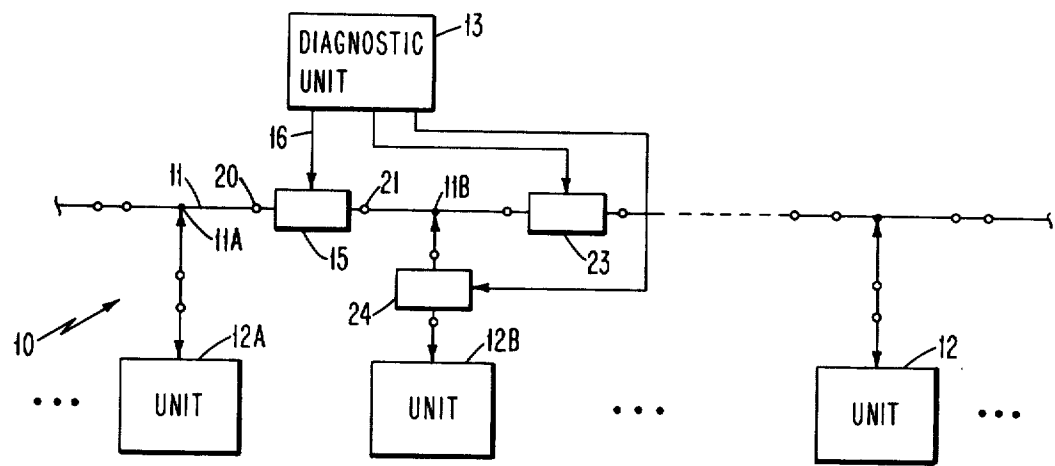 13
DIAGNOSTIC
UNIT
16
11
20
21
11B
11A
15
23
24
10
12A
12B
12
• • •
UNIT
UNIT
• • •
UNIT
• • •